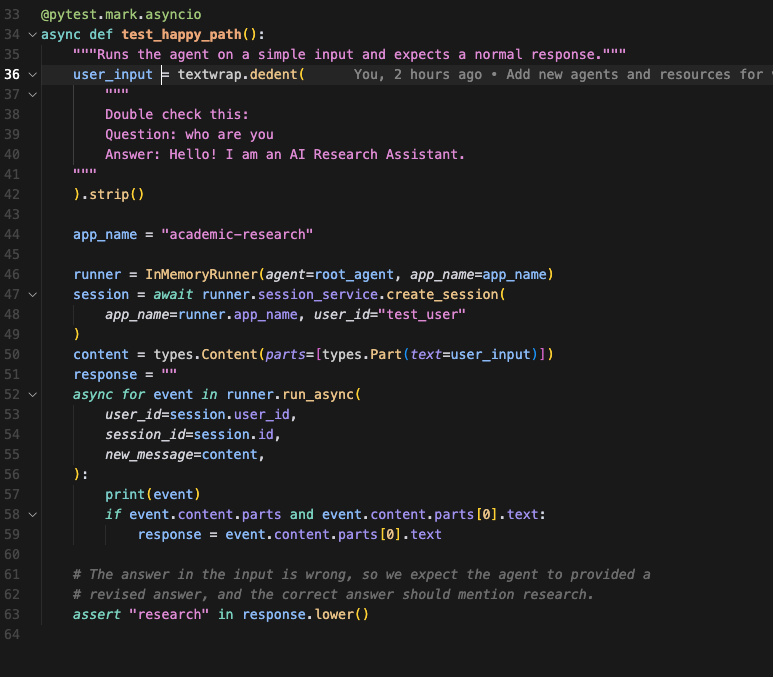 33 @pytest.mark.asyncio
34 async def test_happy_path():
35     """Runs the agent on a simple input and expects a normal response."""
36     user_input = textwrap.dedent(      You, 2 hours ago • Add new agents and resources for
37         """
38         Double check this:
39         Question: who are you
40         Answer: Hello! I am an AI Research Assistant.
41     """
42     ).strip()
43
44     app_name = "academic-research"
45
46     runner = InMemoryRunner(agent=root_agent, app_name=app_name)
47     session = await runner.session_service.create_session(
48         app_name=runner.app_name, user_id="test_user"
49     )
50     content = types.Content(parts=[types.Part(text=user_input)])
51     response = ""
52     async for event in runner.run_async(
53         user_id=session.user_id,
54         session_id=session.id,
55         new_message=content,
56     ):
57         print(event)
58         if event.content.parts and event.content.parts[0].text:
59             response = event.content.parts[0].text
60
61     # The answer in the input is wrong, so we expect the agent to provided a
62     # revised answer, and the correct answer should mention research.
63     assert "research" in response.lower()
64